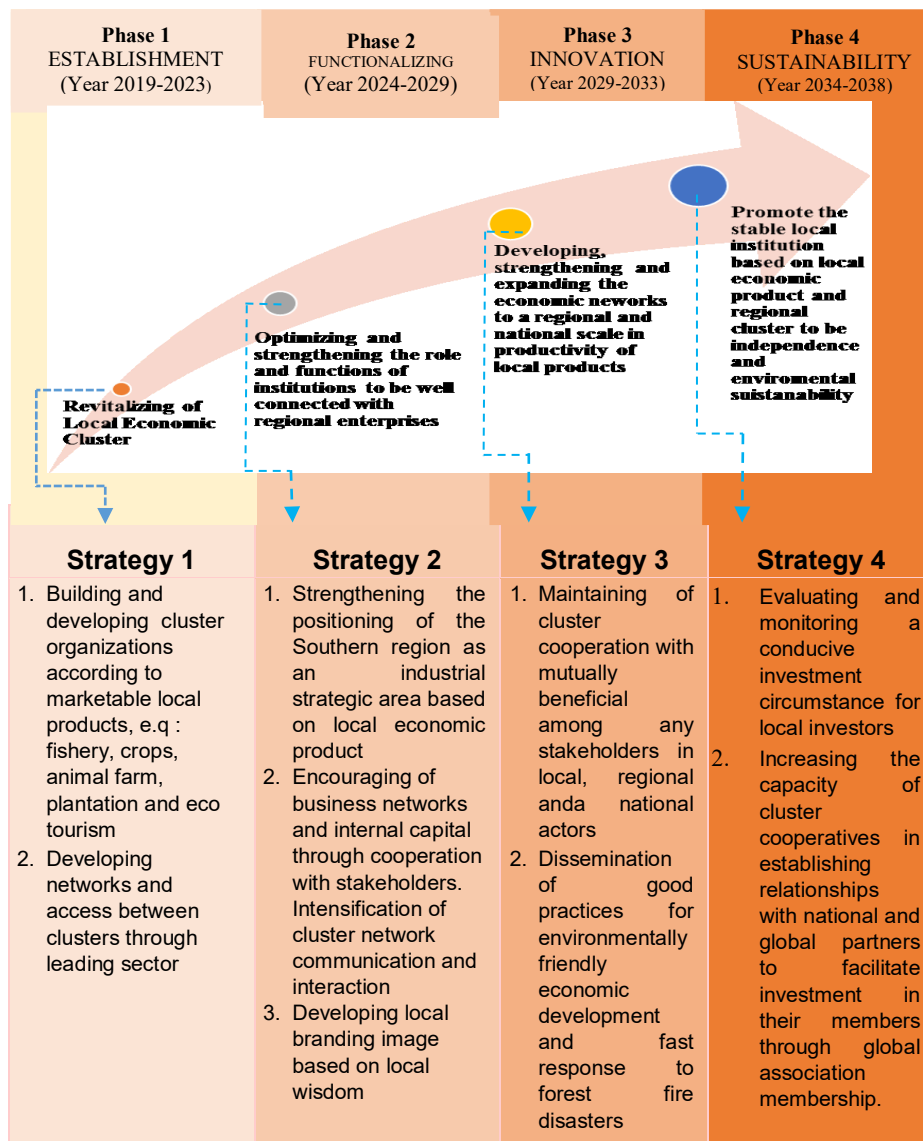 Phase 1
ESTABLISHMENT
(Year 2019-2023)
Phase 2
FUNCTIONALIZING
(Year 2024-2029)
Phase 3
INNOVATION
(Year 2029-2033)
Phase 4
SUSTAINABILITY
(Year 2034-2038)
Revitalizing of
Local Economic
Cluster
Optimizing and
strengthening the role
and functions of
institutions to be well
connected with
regional enterprises
Developing,
strengthening and
expanding the
economic neworks
to a regional and
national scale in
productivity of
local products
Promote the
stable local
institution
based on local
economic
product and
regional
cluster to be
independence
and
enviromental
suistanability
Strategy 1
1. Building and
developing cluster
organizations
according to
marketable local
products, e.q :
fishery, crops,
animal farm,
plantation and eco
tourism
2. Developing
networks and
access between
clusters through
leading sector
Strategy 2
1. Strengthening the
positioning of the
Southern region as
an industrial
strategic area based
on local economic
product
2. Encouraging of
business networks
and internal capital
through cooperation
with stakeholders.
Intensification of
cluster network
communication and
interaction
3. Developing local
branding image
based on local
wisdom
Strategy 3
1. Maintaining of
cluster
cooperation with
mutually
beneficial
among any
stakeholders in
local, regional
anda national
actors
2. Dissemination
of good
practices for
environmentally
friendly
economic
development
and fast
response to
forest fire
disasters
Strategy 4
1. Evaluating and
monitoring a
conducive
investment
circumstance for
local investors
2. Increasing the
capacity of
cluster
cooperatives in
establishing
relationships
with national and
global partners
to facilitate
investment in
their members
through global
association
membership.